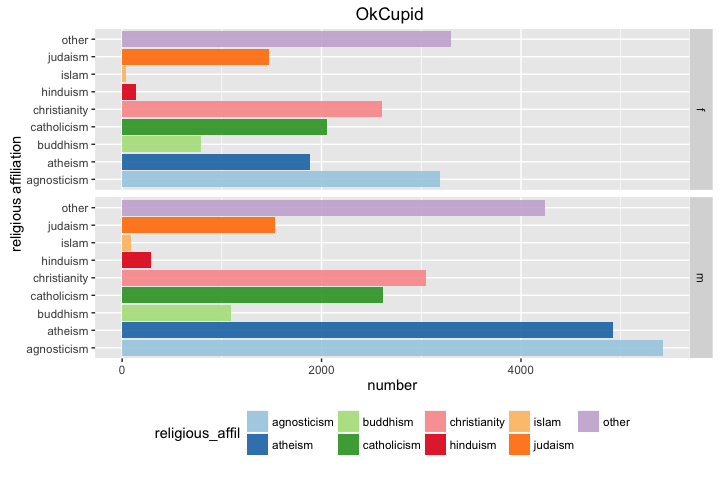 OkCupid
religious affiliation
other
judaism
islam
hinduism
christianity
catholicism
buddhism
atheism
agnosticism
f
other
judaism
islam
hinduism
christianity
catholicism
buddhism
atheism
agnosticism
m
0 2000 4000
number
religious_affil
agnosticism buddhism christianity islam other
atheism catholicism hinduism judaism